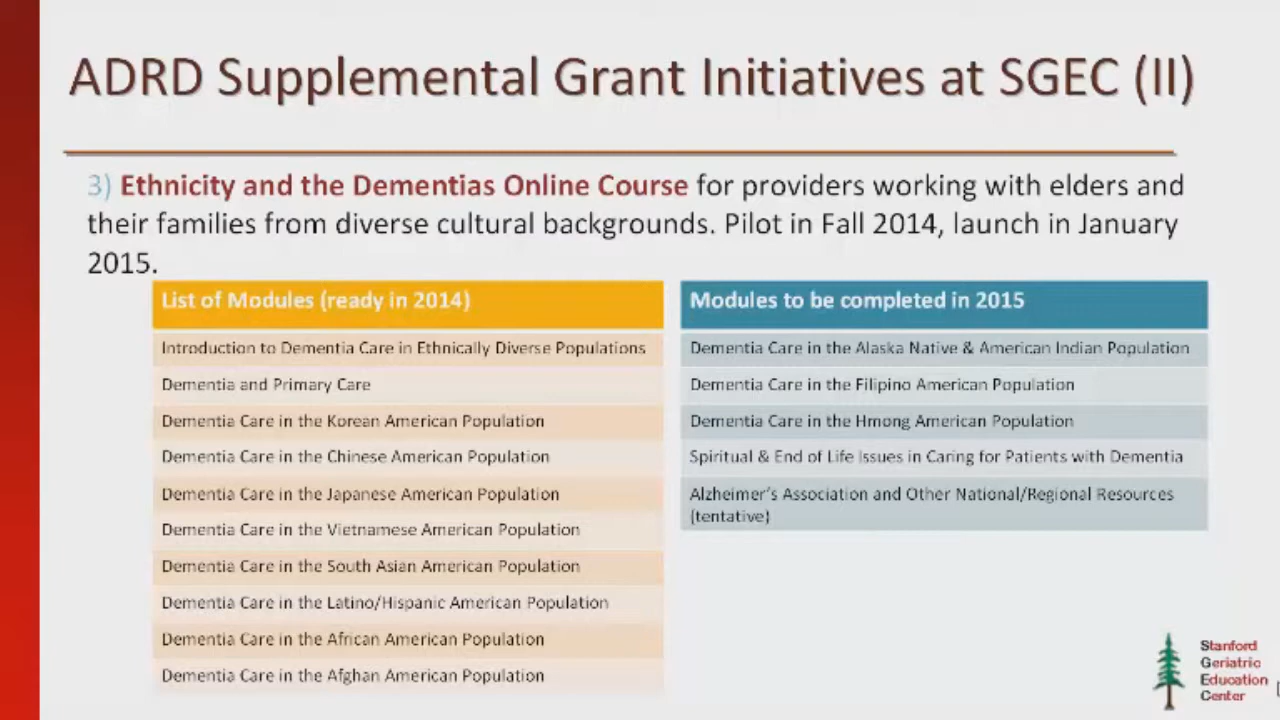 ADRD Supplemental Grant Initiatives at SGEC (II)
3) Ethnicity and the Dementias Online Course for providers working with elders and
their families from diverse cultural backgrounds. Pilot in Fall 2014, launch in January
2015.
List of Modules (ready in 2014)
Introduction to Dementia Care in Ethnically Diverse Populations
Dementia and Primary Care
Dementia Care in the Korean American Population
Dementia Care in the Chinese American Population
Dementia Care in the Japanese American Population
Dementia Care in the Vietnamese American Population
Dementia Care in the South Asian American Population
Dementia Care in the Latino/Hispanic American Population
Dementia Care in the African American Population
Dementia Care in the Afghan American Population
Modules to be completed in 2015
Dementia Care in the Alaska Native & American Indian Population
Dementia Care in the Filipino American Population
Dementia Care in the Hmong American Population
Spiritual & End of Life Issues in Caring for Patients with Dementia
Alzheimer's Association and Other National/Regional Resources
(tentative)
Stanford
Geriatric
Education
Center